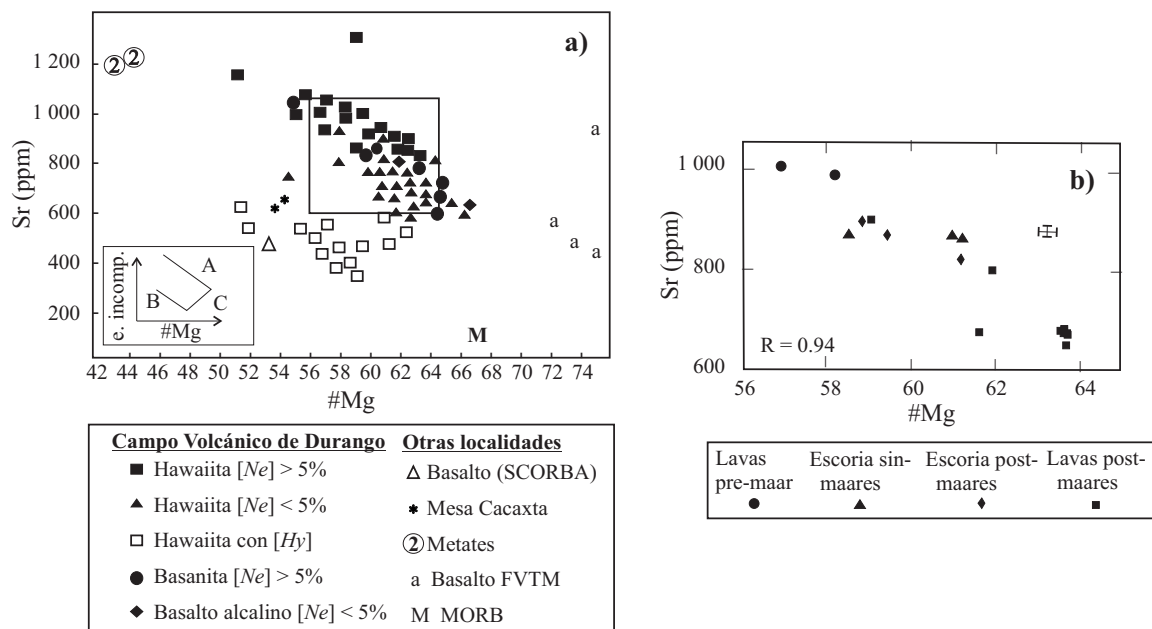 a)
Sr (ppm)
1 200
1 000
800
600
400
200
2
2
a
a
a
a
M
e. incomp.
A
B
C
#Mg
42 44 46 48 50 52 54 56 58 60 62 64 66 68 70 72 74
#Mg
Campo Volcánico de Durango
Hawaiita [Ne] > 5%
Hawaiita [Ne] < 5%
Hawaiita con [Hy]
Basanita [Ne] > 5%
Basalto alcalino [Ne] < 5%
Otras localidades
Basalto (SCORBA)
Mesa Cacaxta
2 Metates
a Basalto FVTM
M MORB
b)
Sr (ppm)
1 000
800
600
R = 0.94
56 58 60 62 64
#Mg
Lavas
pre-maar
Escoria sin-
maares
Escoria post-
maares
Lavas post-
maares